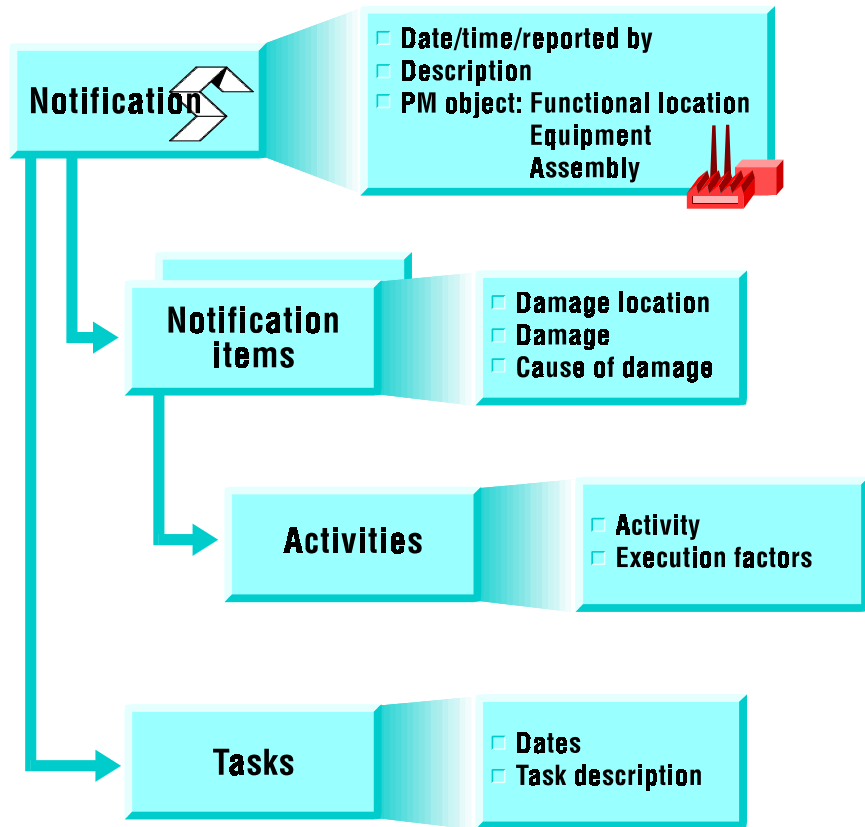 Notification
Date/time/reported by
Description
PM object: Functional location
Equipment
Assembly
Notification
items
Damage location
Damage
Cause of damage
Activities
Activity
Execution factors
Tasks
Dates
Task description